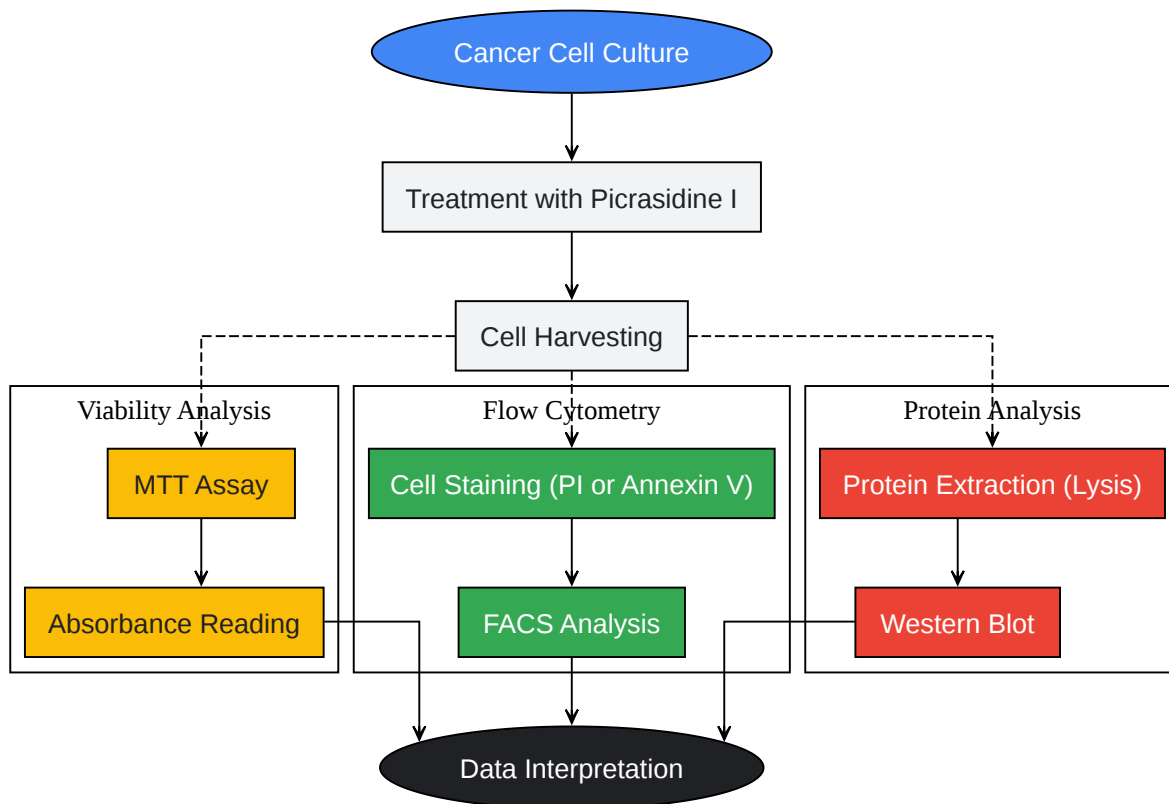 Cancer Cell Culture
Treatment with Picrasidine I
Cell Harvesting
Viability Analysis
Flow Cytometry
Protein Analysis
MTT Assay
Cell Staining (PI or Annexin V)
Protein Extraction (Lysis)
Absorbance Reading
FACS Analysis
Western Blot
Data Interpretation